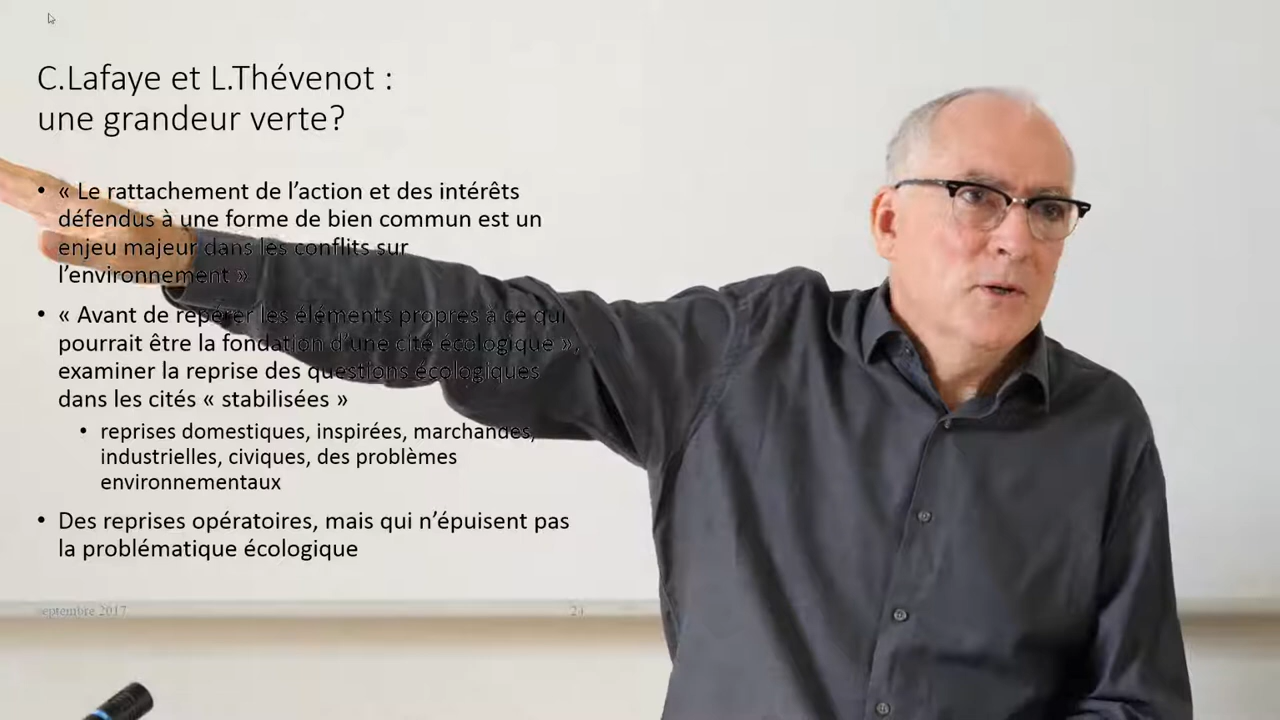 C.Lafaye et L.Thévenot :
une grandeur verte?
• « Le rattachement de l’action et des intérêts
défendus à une forme de bien commun est un
enjeu majeur dans les conflits sur
l’environnement »
• « Avant de repérer les éléments propres à ce qui
pourrait être la fondation d’une cité écologique »,
examiner la reprise des questions écologiques
dans les cités « stabilisées »
• reprises domestiques, inspirées, marchandes,
industrielles, civiques, des problèmes
environnementaux
• Des reprises opératoires, mais qui n’épuisent pas
la problématique écologique
eptembre 2017